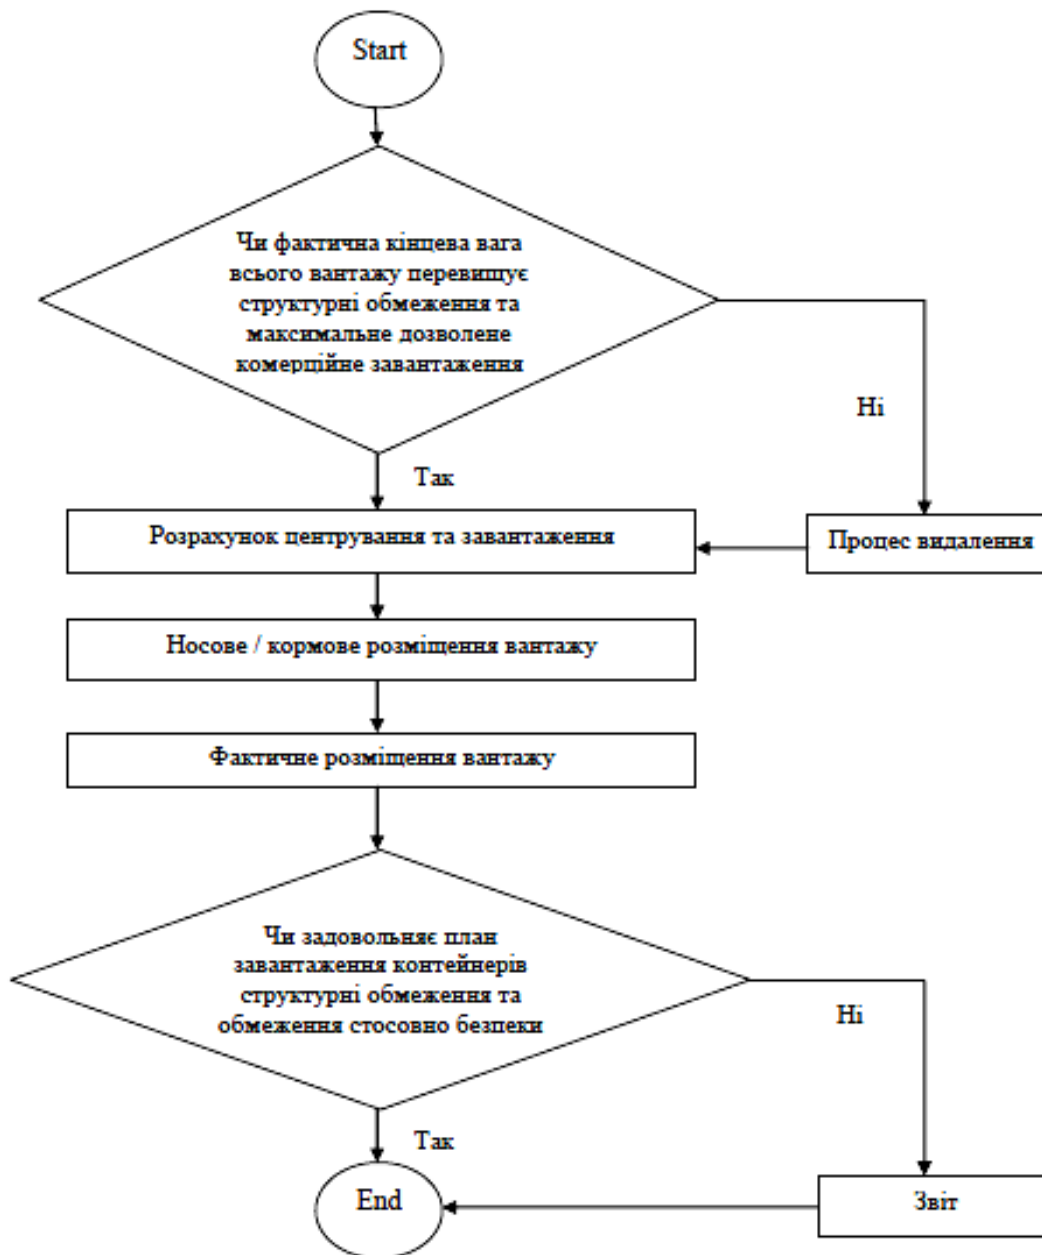 Start
Чи фактична кінцева вага
всього вантажу перевищує
структурні обмеження та
максимальне дозволене
комерційне завантаження
Ні
Так
Розрахунок центрування та завантаження
Процес видалення
Носове / кормове розміщення вантажу
Фактичне розміщення вантажу
Чи задовольняє план
завантаження контейнерів
структурні обмеження та
обмеження стосовно безпеки
Ні
Так
End
Звіт